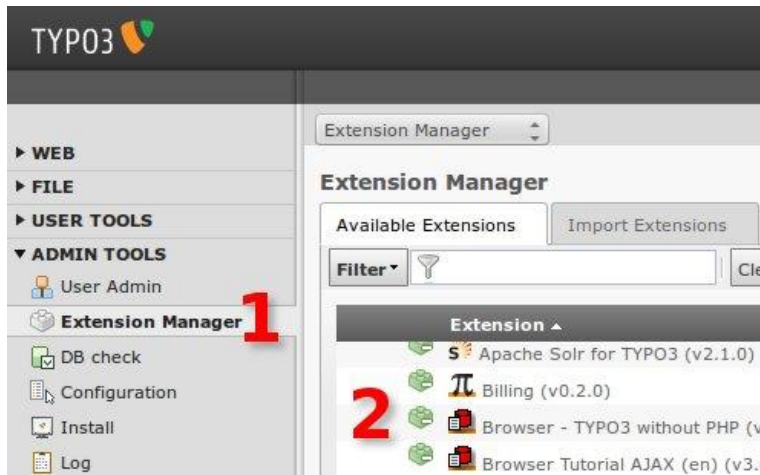 TYPO3
Extension Manager
WEB
FILE
USER TOOLS
ADMIN TOOLS
User Admin
Extension Manager
DB check
Configuration
Install
Log
1
Extension Manager
Available Extensions
Import Extensions
Filter
Cle
Extension
Apache Solr for TYPO3 (v2.1.0)
Billing (v0.2.0)
Browser - TYPO3 without PHP (v
Browser Tutorial AJAX (en) (v3.
2